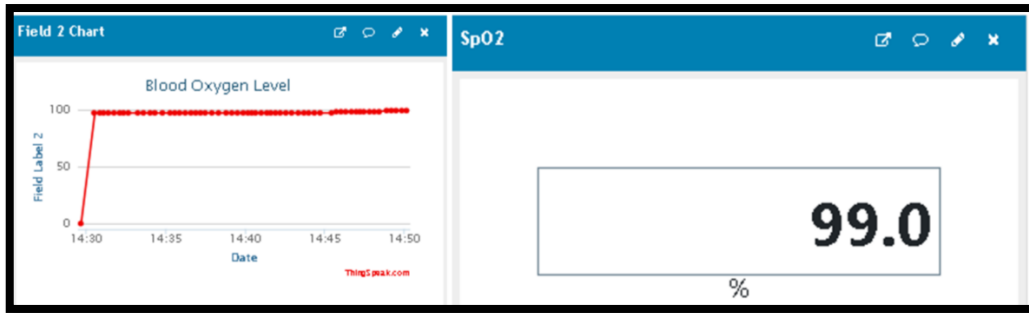 Field 2 Chart
Blood Oxygen Level
Field Label 2
100
50
0
14:30 14:35 14:40 14:45 14:50
Date
ThingSpeak.com
SpO2
99.0
%